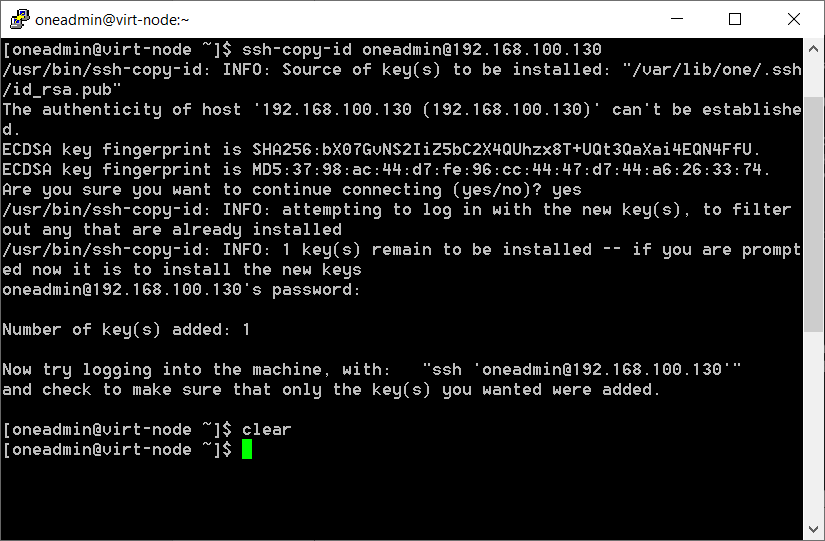 oneadmin@virt-node:~
[oneadmin@virt-node ~]$ ssh-copy-id oneadmin@192.168.100.130
/usr/bin/ssh-copy-id: INFO: Source of key(s) to be installed: "/var/lib/one/.ssh
/id_rsa.pub"
The authenticity of host '192.168.100.130 (192.168.100.130)' can't be establishe
d.
ECDSA key fingerprint is SHA256:bX07GvNS2IiZ5bC2X4QUhzx8T+UQt3QaXai4EQN4FfU.
ECDSA key fingerprint is MD5:37:98:ac:44:d7:fe:96:cc:44:47:d7:44:a6:26:33:74.
Are you sure you want to continue connecting (yes/no)? yes
/usr/bin/ssh-copy-id: INFO: attempting to log in with the new key(s), to filter
out any that are already installed
/usr/bin/ssh-copy-id: INFO: 1 key(s) remain to be installed -- if you are prompt
ed now it is to install the new keys
oneadmin@192.168.100.130's password:
Number of key(s) added: 1
Now try logging into the machine, with:   "ssh 'oneadmin@192.168.100.130'"
and check to make sure that only the key(s) you wanted were added.
[oneadmin@virt-node ~]$ clear
[oneadmin@virt-node ~]$